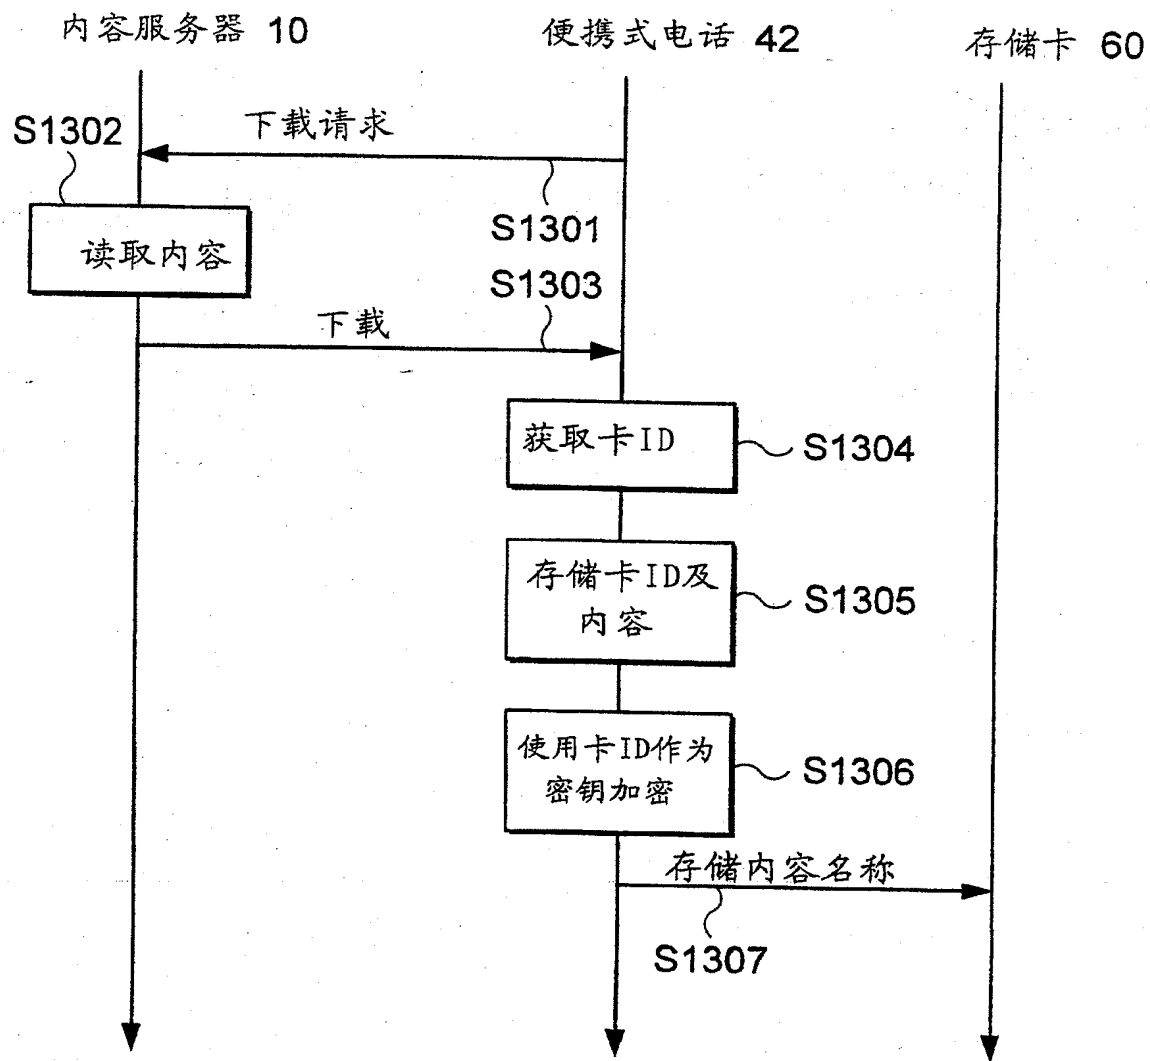 内容服务器 10
便携式电话 42
存储卡 60
S1302
下载请求
S1301
读取内容
S1303
下载
获取卡ID
S1304
存储卡ID及
内容
S1305
使用卡ID作为
密钥加密
S1306
存储内容名称
S1307